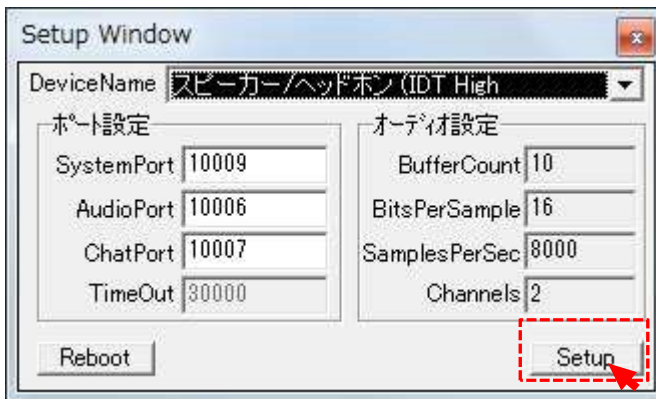 Setup Window
DeviceName スピーカー/ヘッドホン (IDT High
ポート設定
SystemPort 10009
AudioPort 10006
ChatPort 10007
TimeOut 30000
オーディオ設定
BufferCount 10
BitsPerSample 16
SamplesPerSec 8000
Channels 2
Reboot
Setup